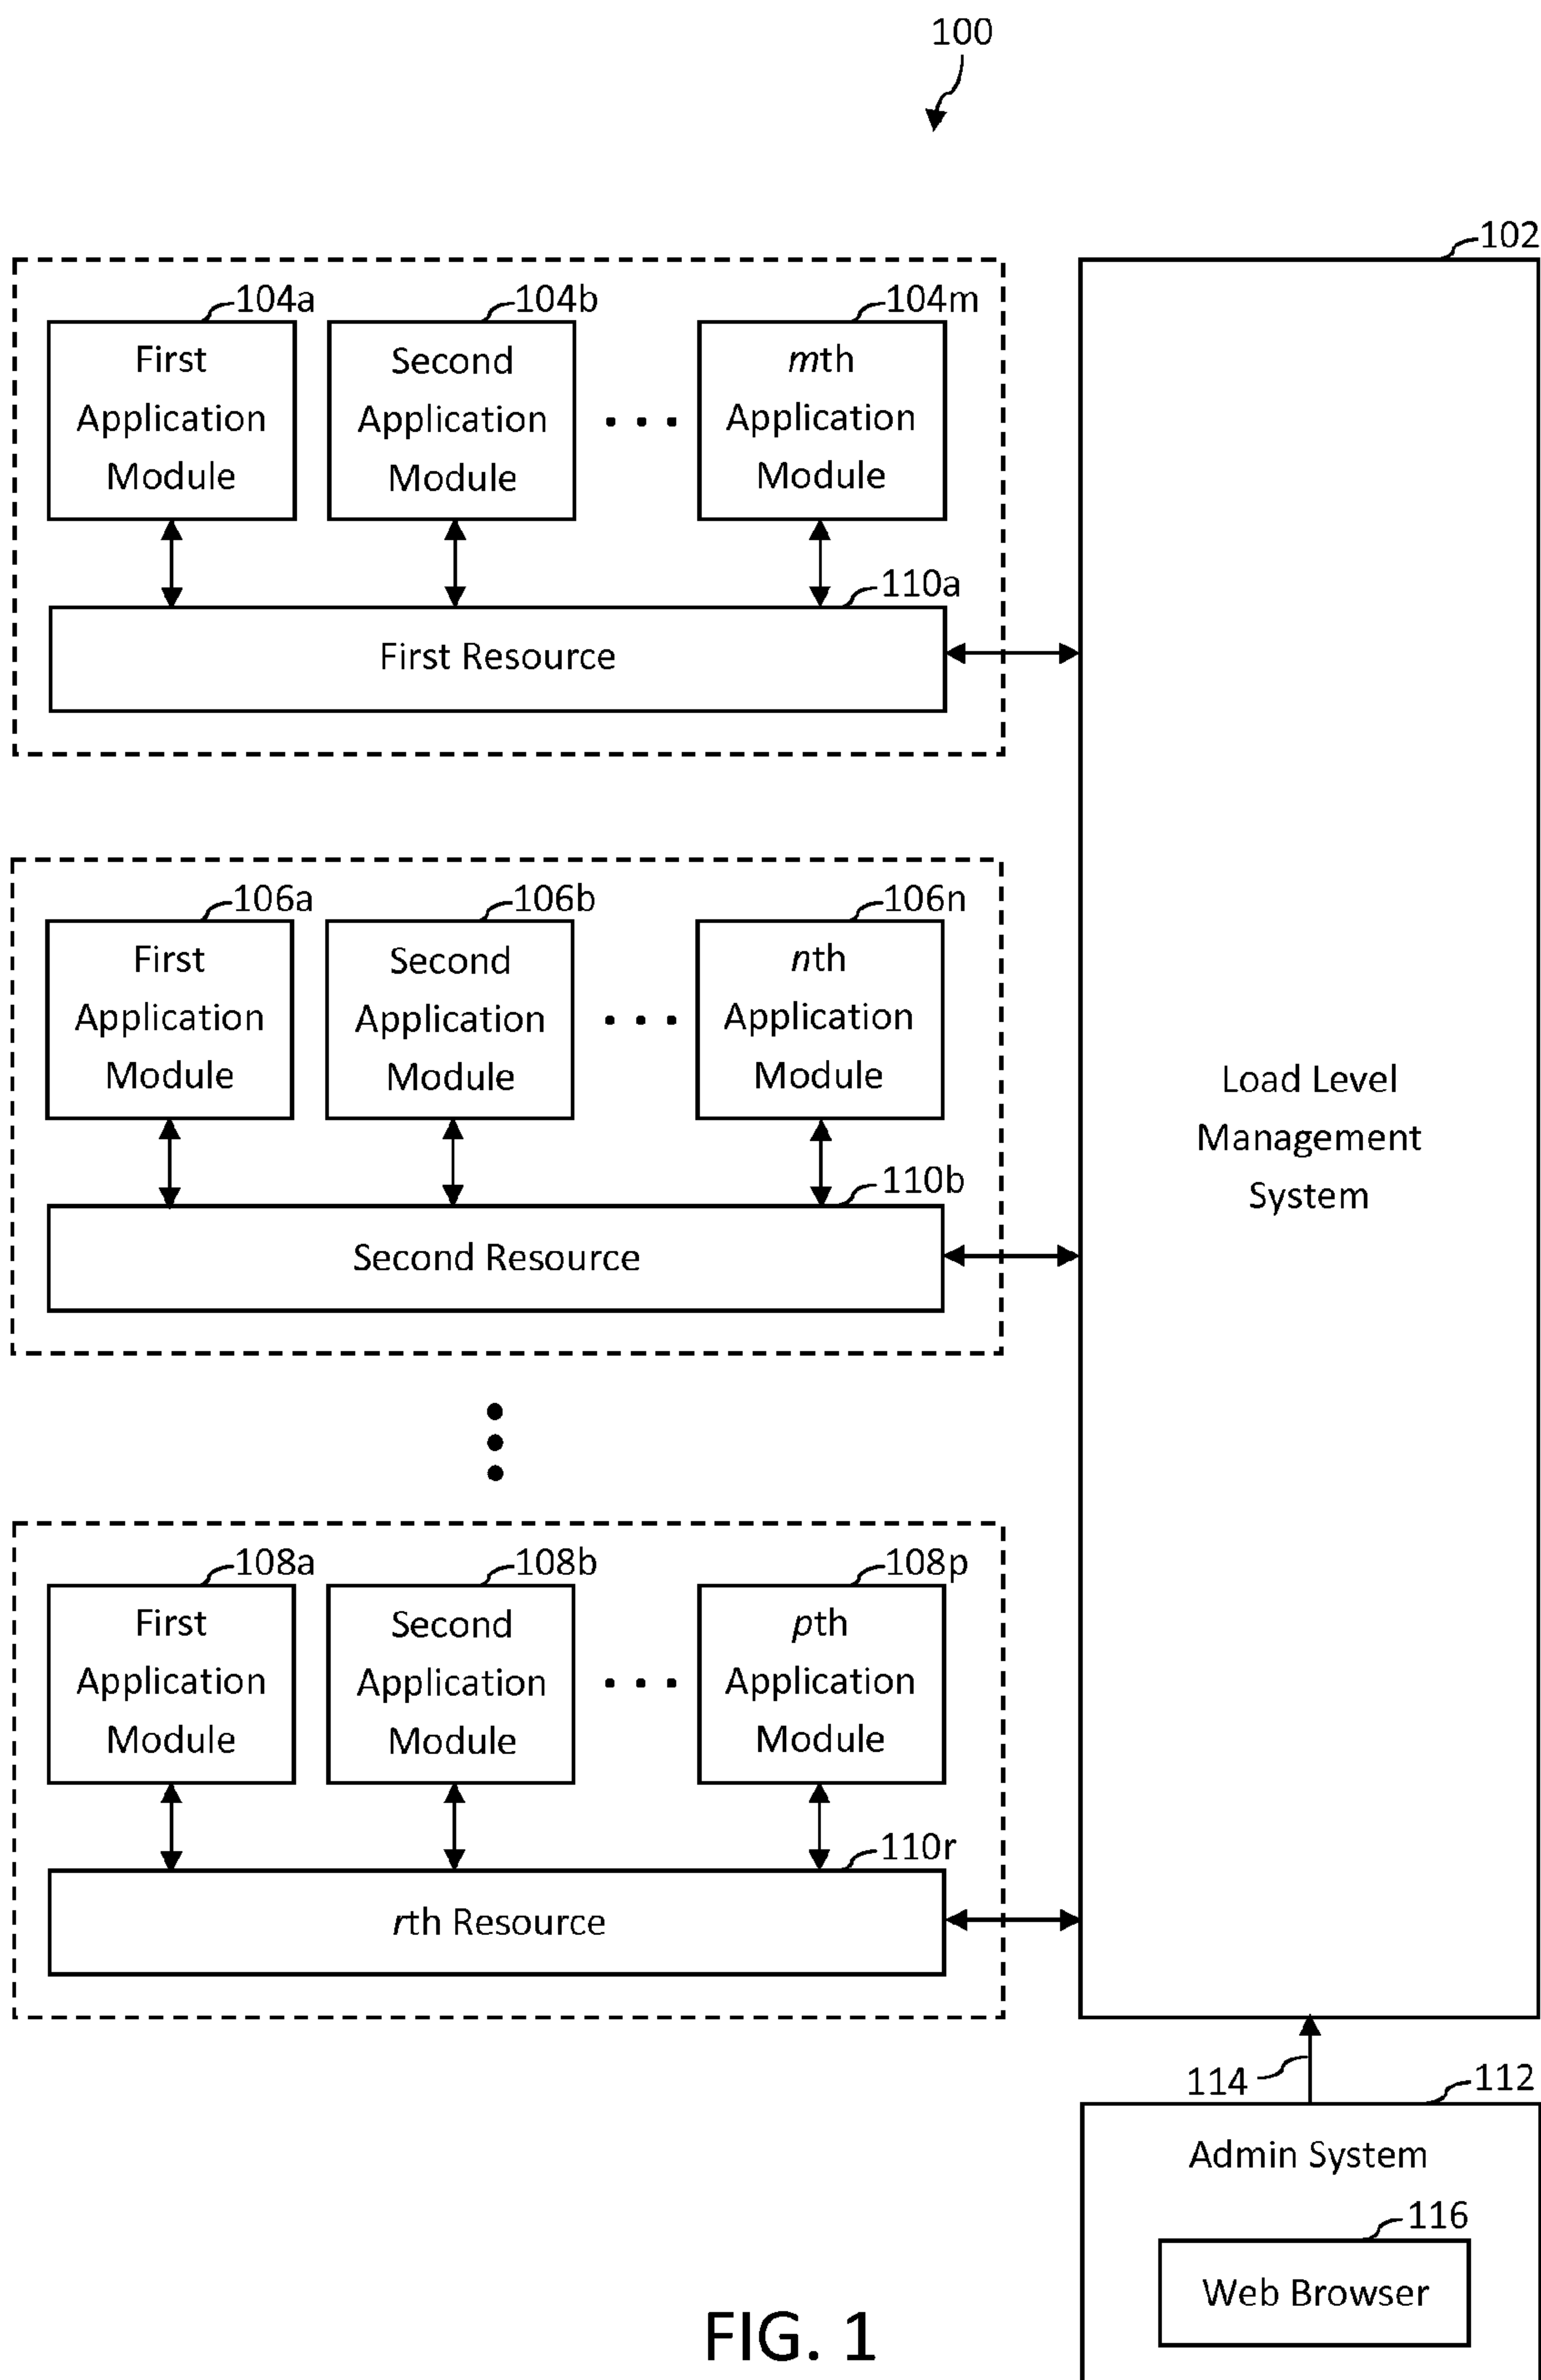 100
102
104a
104b
104m
First
Application
Module
Second
Application
Module
. . .
mth
Application
Module
110a
First Resource
106a
106b
106n
First
Application
Module
Second
Application
Module
. . .
nth
Application
Module
110b
Second Resource
Load Level
Management
System
108a
108b
108p
First
Application
Module
Second
Application
Module
. . .
pth
Application
Module
110r
rth Resource
114
112
Admin System
116
Web Browser
FIG. 1